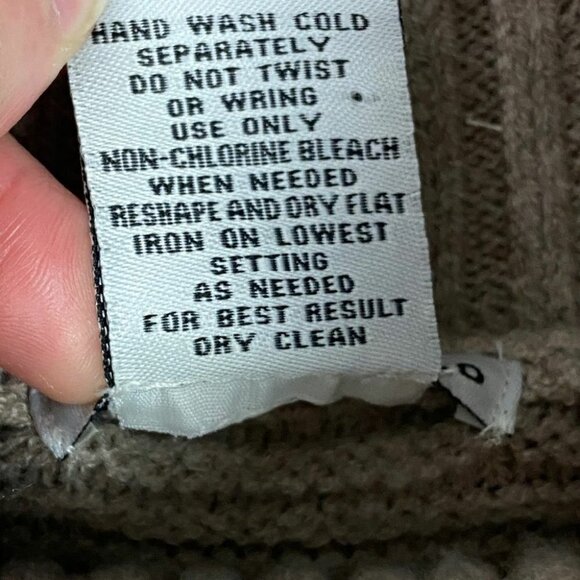 HAND WASH COLD
SEPARATELY
DO NOT TWIST
OR WRING
USE ONLY
NON-CHLORINE BLEACH
WHEN NEEDED
RESHAPE AND DRY FLAT
IRON ON LOWEST
SETTING
AS NEEDED
FOR BEST RESULT
DRY CLEAN